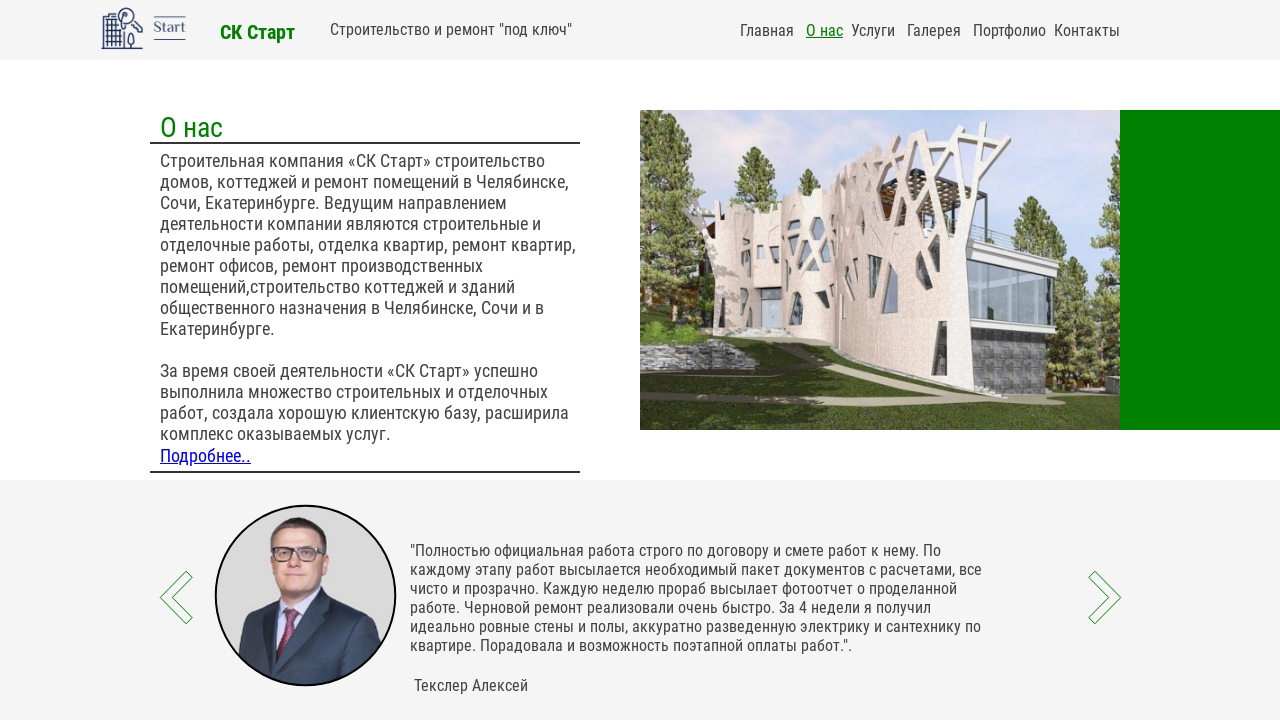 Start
СК Старт
Строительство и ремонт "под ключ"
Главная О нас Услуги Галерея Портфолио Контакты
О нас
Строительная компания «СК Старт» строительство
домов, коттеджей и ремонт помещений в Челябинске,
Сочи, Екатеринбурге. Ведущим направлением
деятельности компании являются строительные и
отделочные работы, отделка квартир, ремонт квартир,
ремонт офисов, ремонт производственных
помещений,строительство коттеджей и зданий
общественного назначения в Челябинске, Сочи и в
Екатеринбурге.
За время своей деятельности «СК Старт» успешно
выполнила множество строительных и отделочных
работ, создала хорошую клиентскую базу, расширила
комплекс оказываемых услуг.
Подробнее..
"Полностью официальная работа строго по договору и смете работ к нему. По
каждому этапу работ высылается необходимый пакет документов с расчетами, все
чисто и прозрачно. Каждую неделю прораб высылает фотоотчет о проделанной
работе. Черновой ремонт реализовали очень быстро. За 4 недели я получил
идеально ровные стены и полы, аккуратно разведенную электрику и сантехнику по
квартире. Порадовала и возможность поэтапной оплаты работ.".
Текслер Алексей